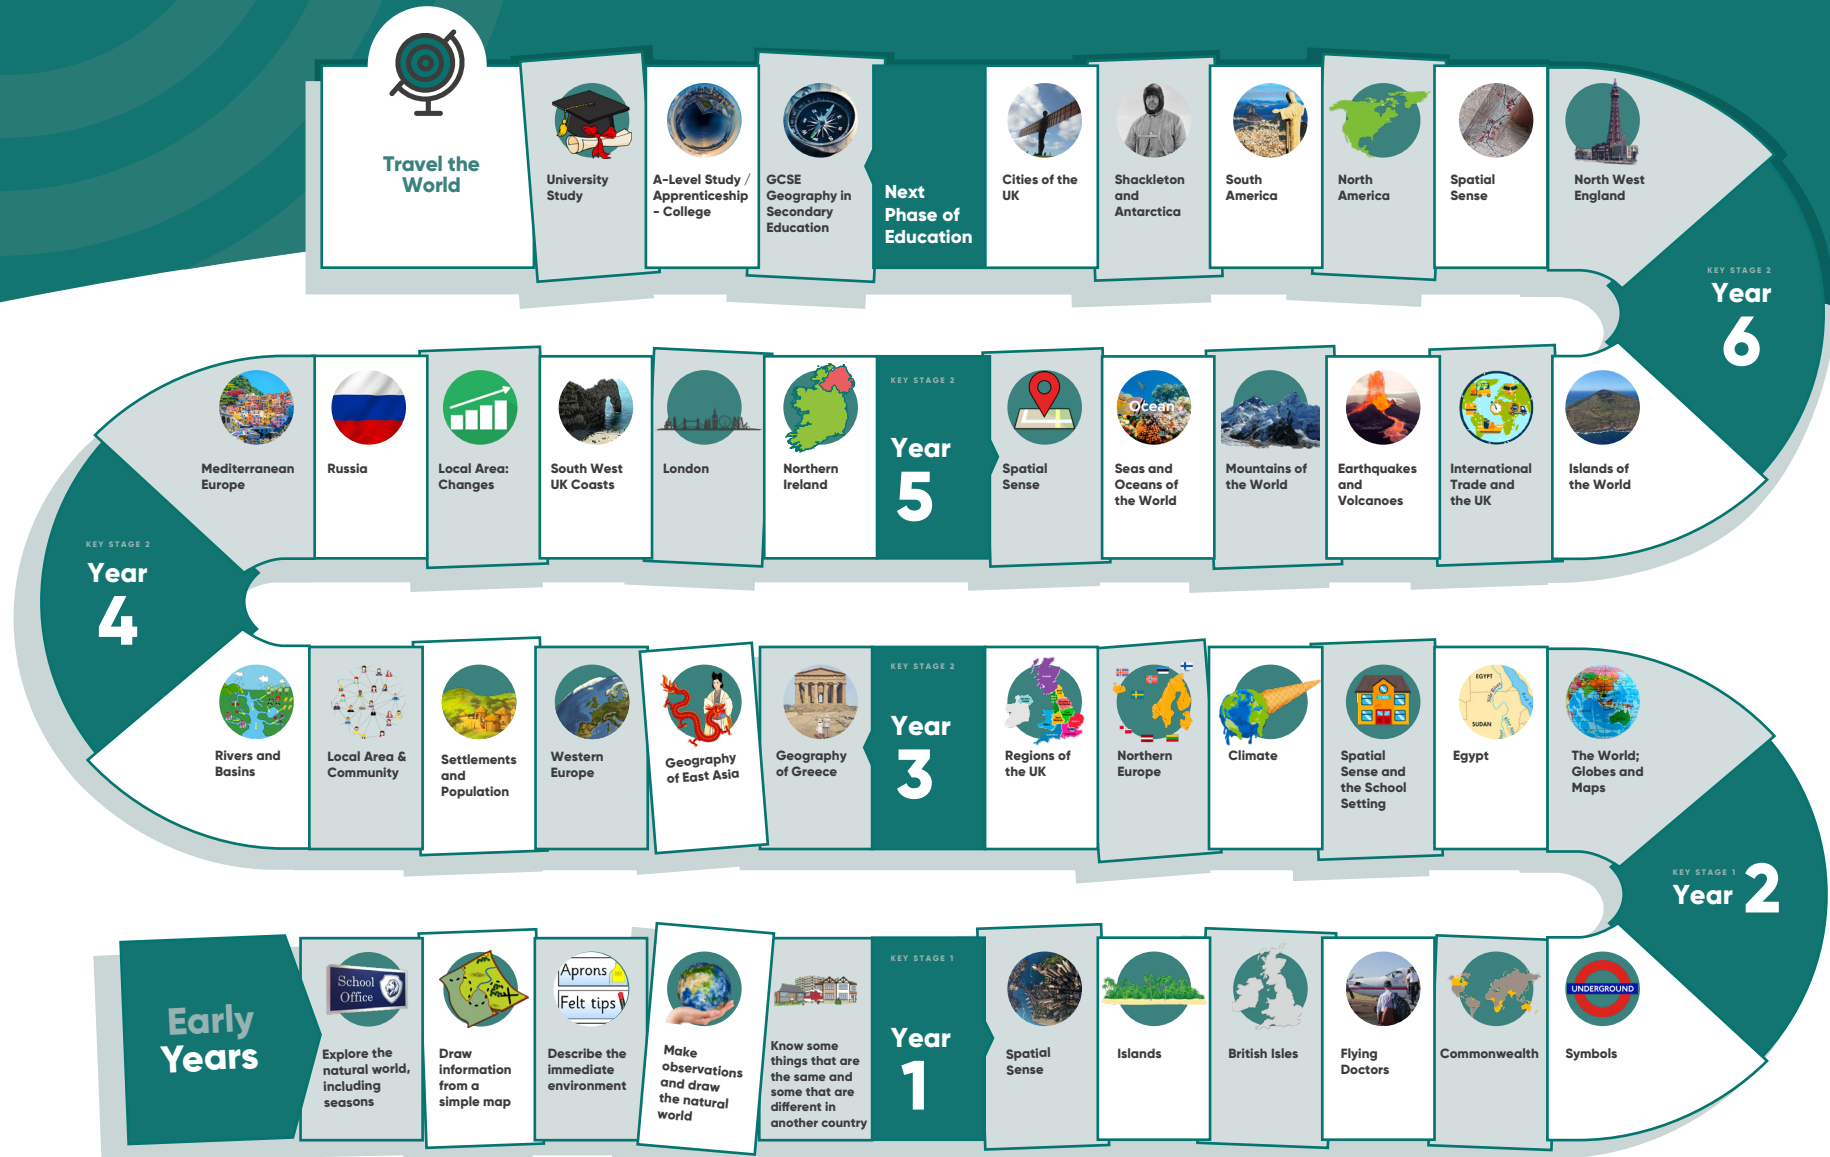 Travel the
World
University
Study
A-Level Study /
Apprenticeship
- College
GCSE
Geography in
Secondary
Education
Next
Phase of
Education
Cities of the
UK
Shackleton
and
Antarctica
South
America
North
America
Spatial
Sense
North West
England
KEY STAGE 2
Year
6
Mediterranean
Europe
Russia
Local Area:
Changes
South West
UK Coasts
London
Northern
Ireland
KEY STAGE 2
Year
5
Spatial
Sense
Ocean
Seas and
Oceans of
the World
Mountains of
the World
Earthquakes
and
Volcanoes
International
Trade and
the UK
Islands of
the World
KEY STAGE 2
Year
4
Rivers and
Basins
Local Area &
Community
Settlements
and
Population
Western
Europe
Geography
of East Asia
Geography
of Greece
KEY STAGE 2
Year
3
Regions of
the UK
Northern
Europe
Climate
Spatial
Sense and
the School
Setting
EGYPT
SUDAN
Egypt
The World;
Globes and
Maps
KEY STAGE 1
Year 2
Early
Years
School
Office
Explore the
natural world,
including
seasons
Draw
information
from a
simple map
Aprons
Felt tips
Describe the
immediate
environment
Make
observations
and draw
the natural
world
Know some
things that are
the same and
some that are
different in
another country
KEY STAGE 1
Year
1
Spatial
Sense
Islands
British Isles
Flying
Doctors
Commonwealth
UNDERGROUND
Symbols